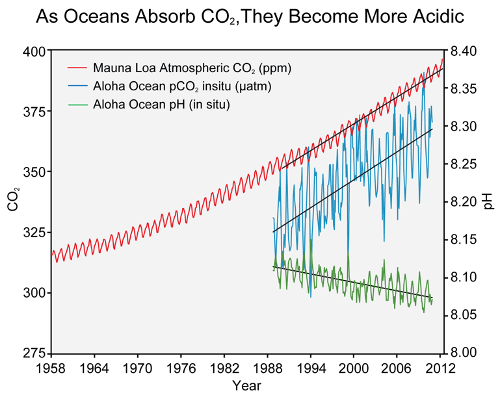 As Oceans Absorb CO₂,They Become More Acidic
400
375
350
325
300
275
CO₂
Mauna Loa Atmospheric CO₂ (ppm)
Aloha Ocean pCO₂ insitu (µatm)
Aloha Ocean pH (in situ)
8.40
8.35
8.30
8.25
8.20
8.15
8.10
8.05
8.00
pH
1958 1964 1970 1976 1982 1988 1994 2000 2006 2012
Year